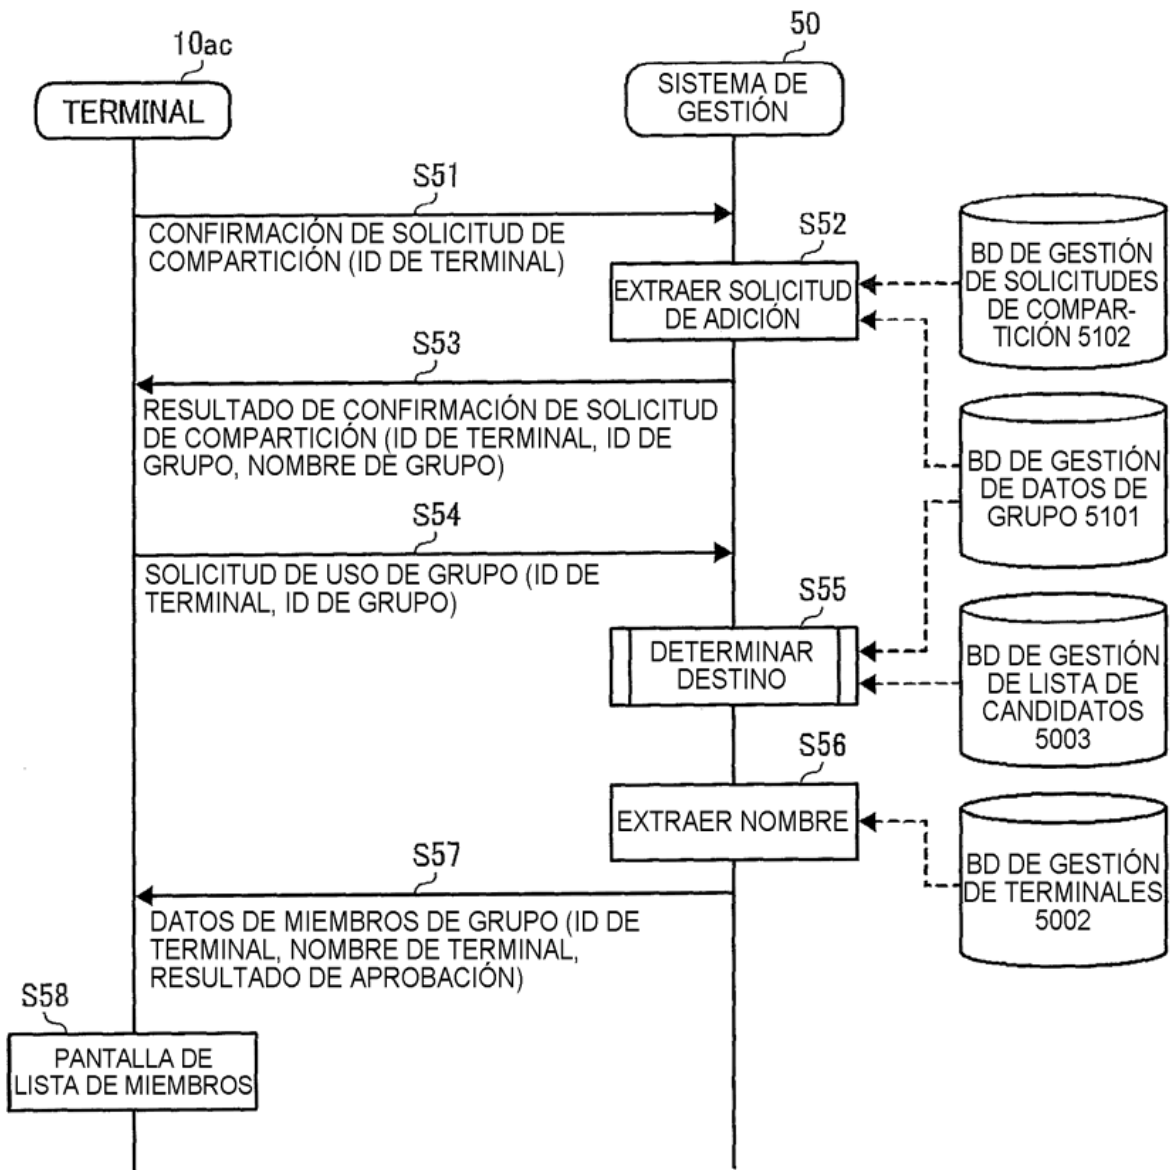 10ac
50
TERMINAL
SISTEMA DE
GESTIÓN
S51
CONFIRMACIÓN DE SOLICITUD DE
COMPARTICIÓN (ID DE TERMINAL)
S52
EXTRAER SOLICITUD
DE ADICIÓN
BD DE GESTIÓN
DE SOLICITUDES
DE COMPAR-
TICIÓN 5102
S53
RESULTADO DE CONFIRMACIÓN DE SOLICITUD
DE COMPARTICIÓN (ID DE TERMINAL, ID DE
GRUPO, NOMBRE DE GRUPO)
BD DE GESTIÓN
DE DATOS DE
GRUPO 5101
S54
SOLICITUD DE USO DE GRUPO (ID DE
TERMINAL, ID DE GRUPO)
S55
DETERMINAR
DESTINO
BD DE GESTIÓN
DE LISTA DE
CANDIDATOS
5003
S56
EXTRAER NOMBRE
BD DE GESTIÓN
DE TERMINALES
5002
S57
DATOS DE MIEMBROS DE GRUPO (ID DE
TERMINAL, NOMBRE DE TERMINAL,
RESULTADO DE APROBACIÓN)
S58
PANTALLA DE
LISTA DE MIEMBROS